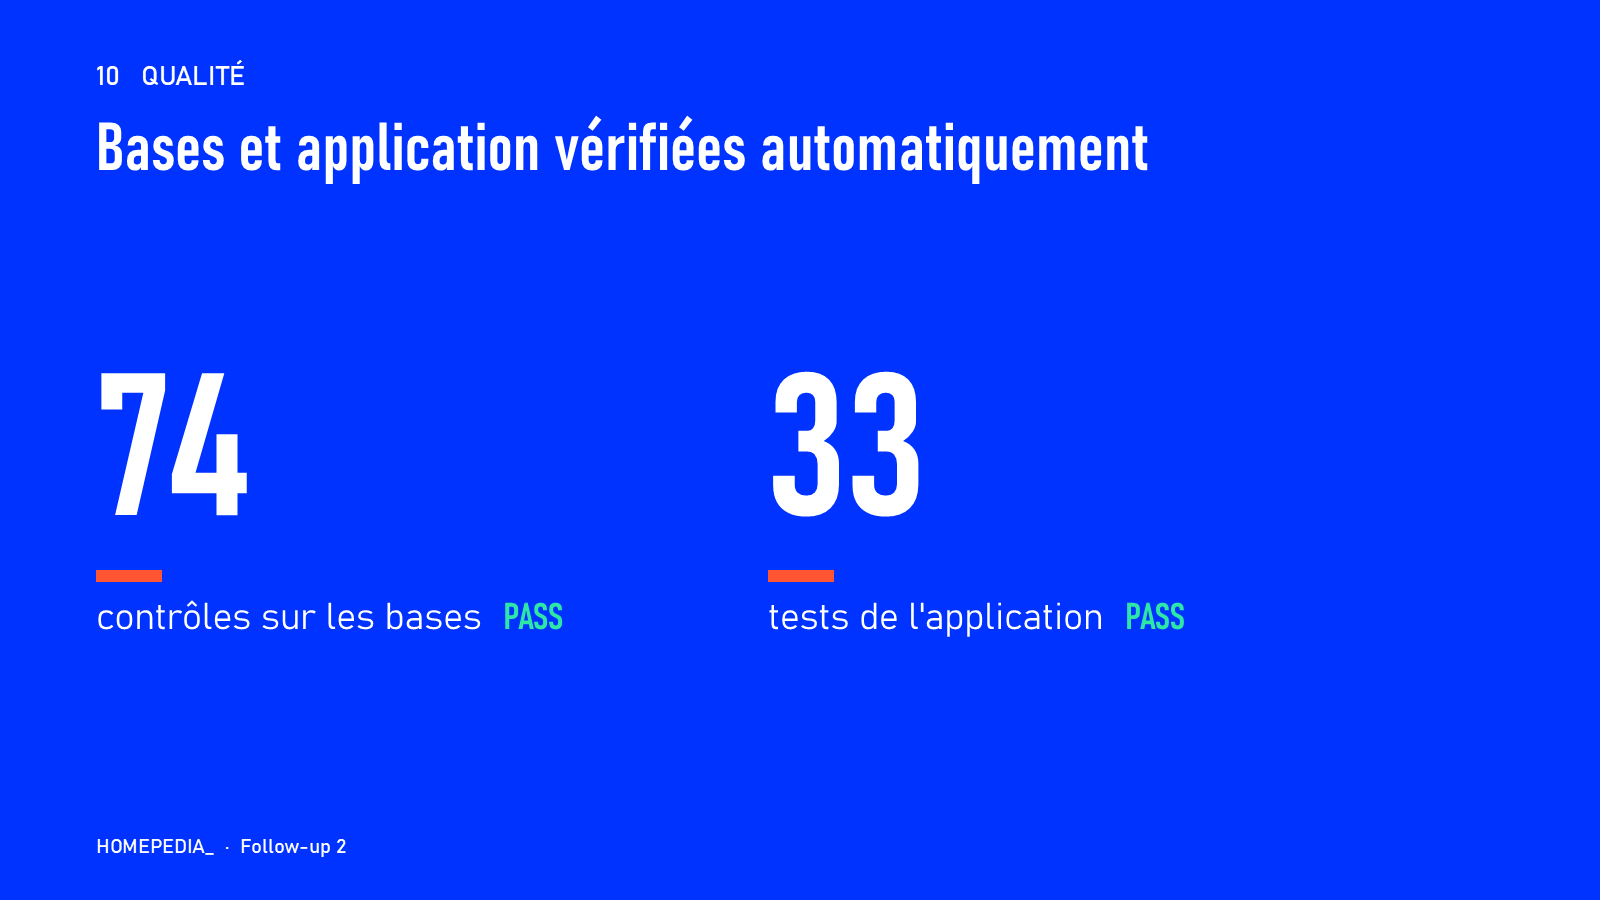 10 QUALITÉ
Bases et application vérifiées automatiquement
74
contrôles sur les bases PASS
33
tests de l'application PASS
HOMEPEDIA_ · Follow-up 2